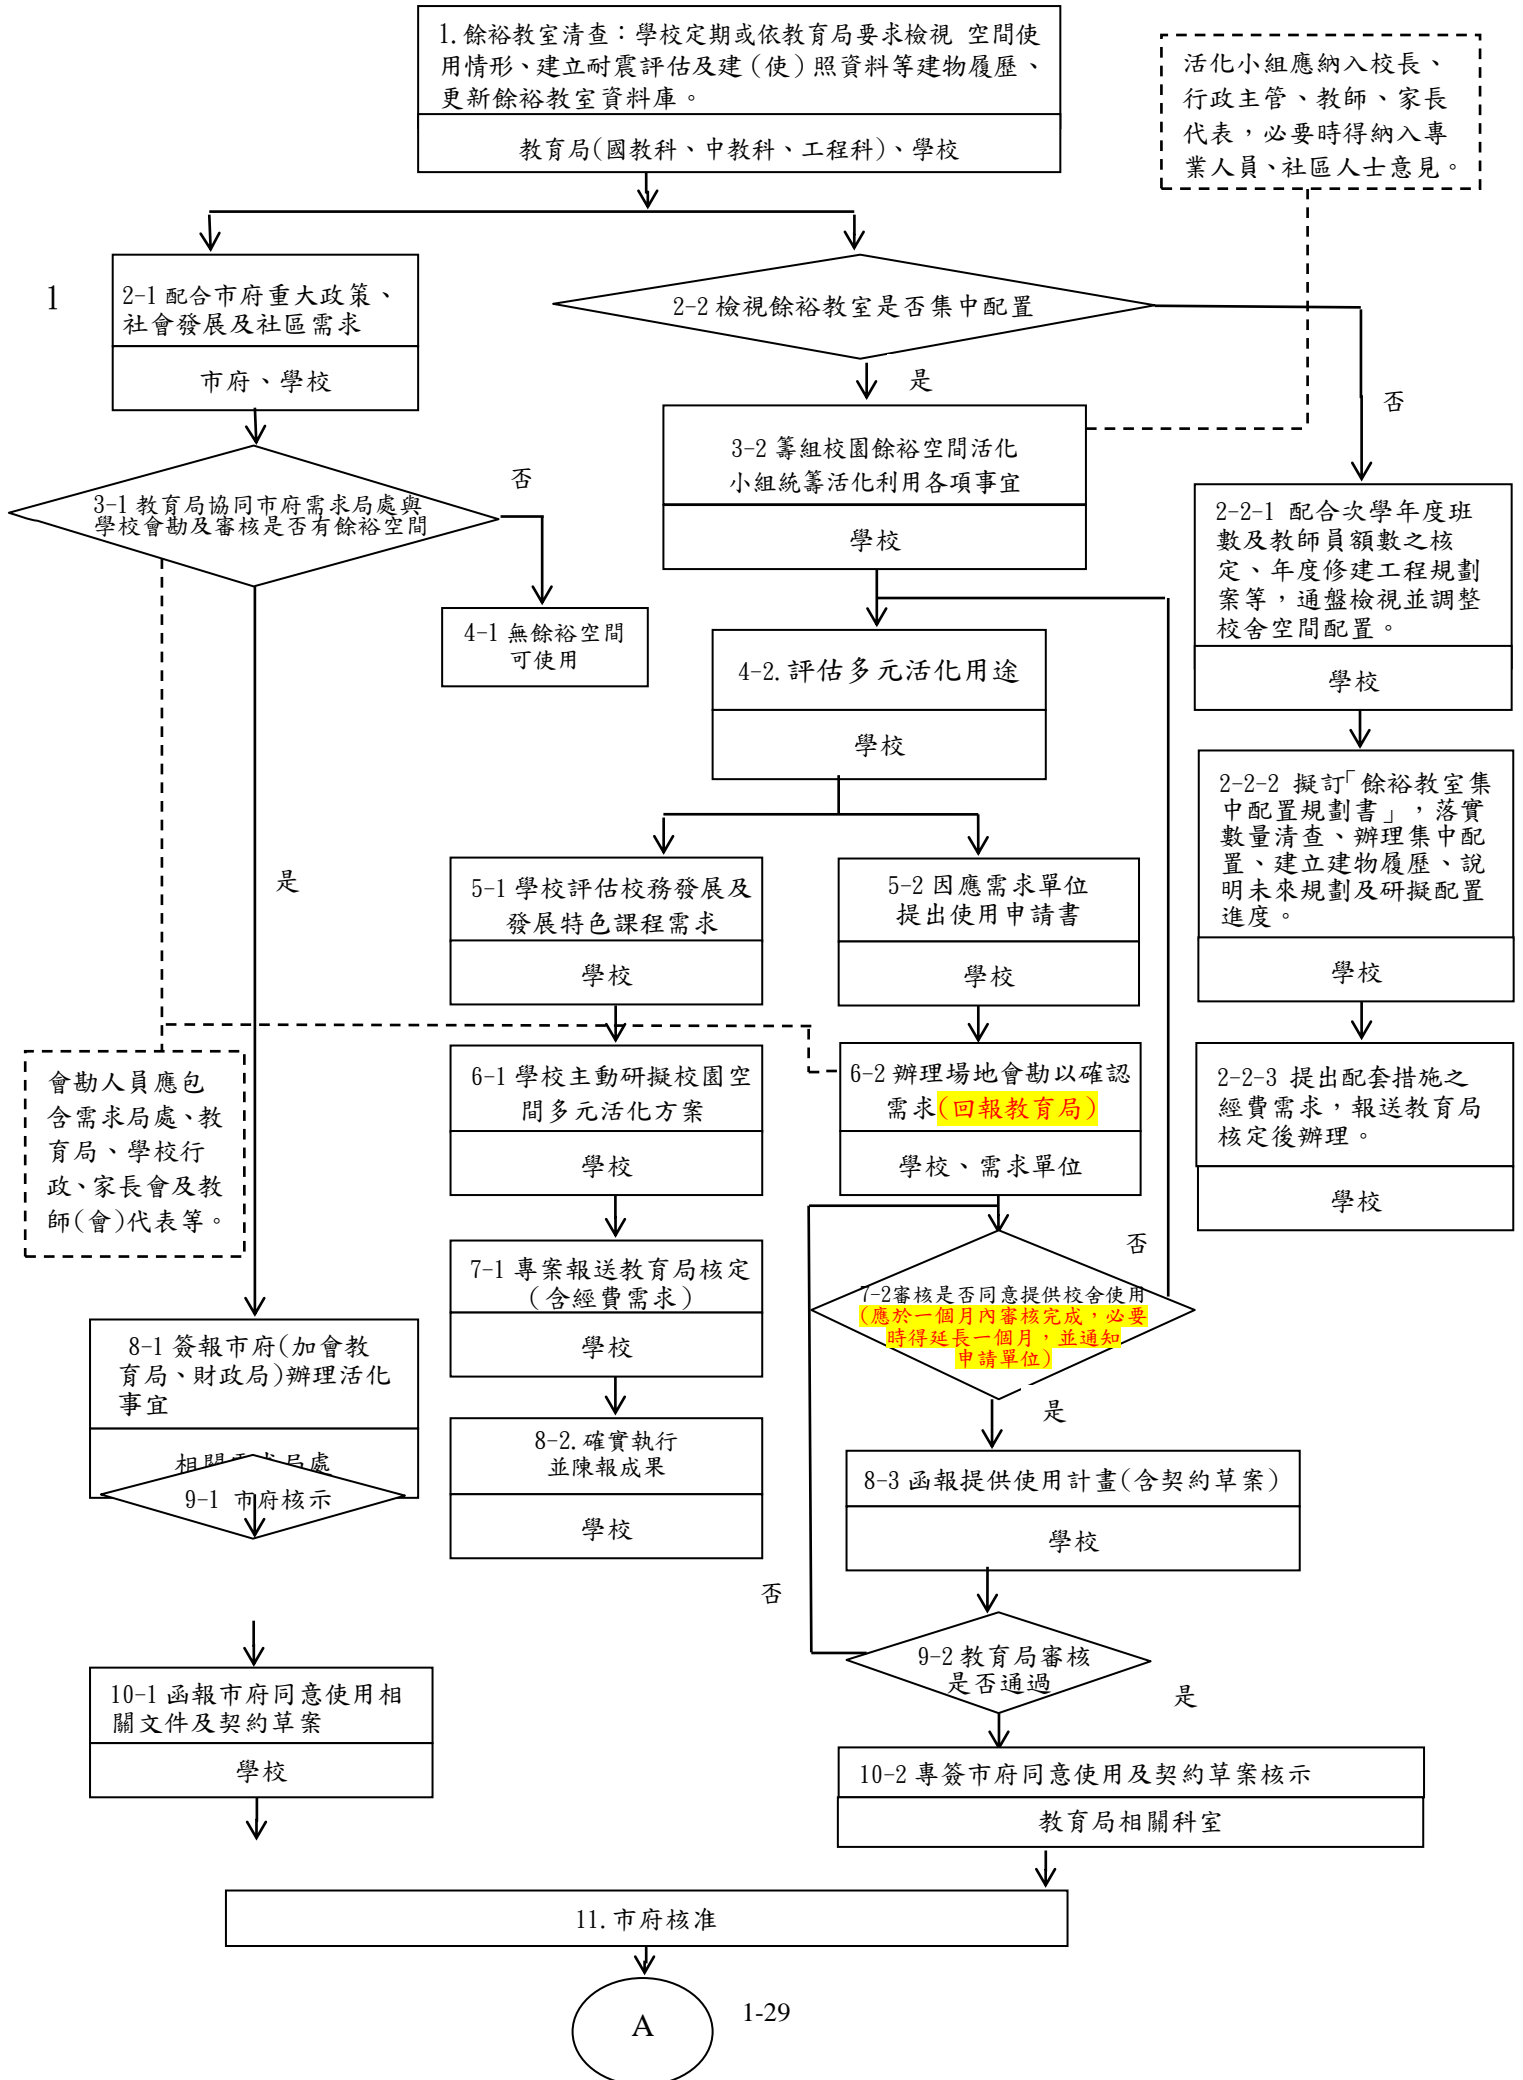 1.餘裕教室清查：學校定期或依教育局要求檢視 空間使
用情形、建立耐震評估及建（使）照資料等建物履歷、
更新餘裕教室資料庫。
教育局(國教科、中教科、工程科)、學校
活化小組應納入校長、
行政主管、教師、家長
代表，必要時得納入專
業人員、社區人士意見。
1
2-1 配合市府重大政策、
社會發展及社區需求
市府、學校
2-2 檢視餘裕教室是否集中配置
是
否
3-1 教育局協同市府需求局處與
學校會勘及審核是否有餘裕空間
否
3-2 籌組校園餘裕空間活化
小組統籌活化利用各項事宜
學校
2-2-1 配合次學年度班
數及教師員額數之核
定、年度修建工程規劃
案等，通盤檢視並調整
校舍空間配置。
學校
4-1 無餘裕空間
可使用
4-2.評估多元活化用途
學校
2-2-2 擬訂「餘裕教室集
中配置規劃書」，落實
數量清查、辦理集中配
置、建立建物履歷、說
明未來規劃及研擬配置
進度。
學校
是
5-1 學校評估校務發展及
發展特色課程需求
學校
5-2 因應需求單位
提出使用申請書
學校
會勘人員應包
含需求局處、教
育局、學校行
政、家長會及教
師(會)代表等。
6-1 學校主動研擬校園空
間多元活化方案
學校
6-2 辦理場地會勘以確認
需求(回報教育局)
學校、需求單位
2-2-3 提出配套措施之
經費需求，報送教育局
核定後辦理。
學校
7-1 專案報送教育局核定
（含經費需求）
學校
否
7-2審核是否同意提供校舍使用
(應於一個月內審核完成，必要
時得延長一個月，並通知
申請單位)
是
8-1 簽報市府(加會教
育局、財政局)辦理活化
事宜
相關需求局處
9-1 市府核示
8-2.確實執行
並陳報成果
學校
8-3 函報提供使用計畫(含契約草案)
學校
否
9-2 教育局審核
是否通過
是
10-1 函報市府同意使用相
關文件及契約草案
學校
10-2 專簽市府同意使用及契約草案核示
教育局相關科室
11.市府核准
A
1-29